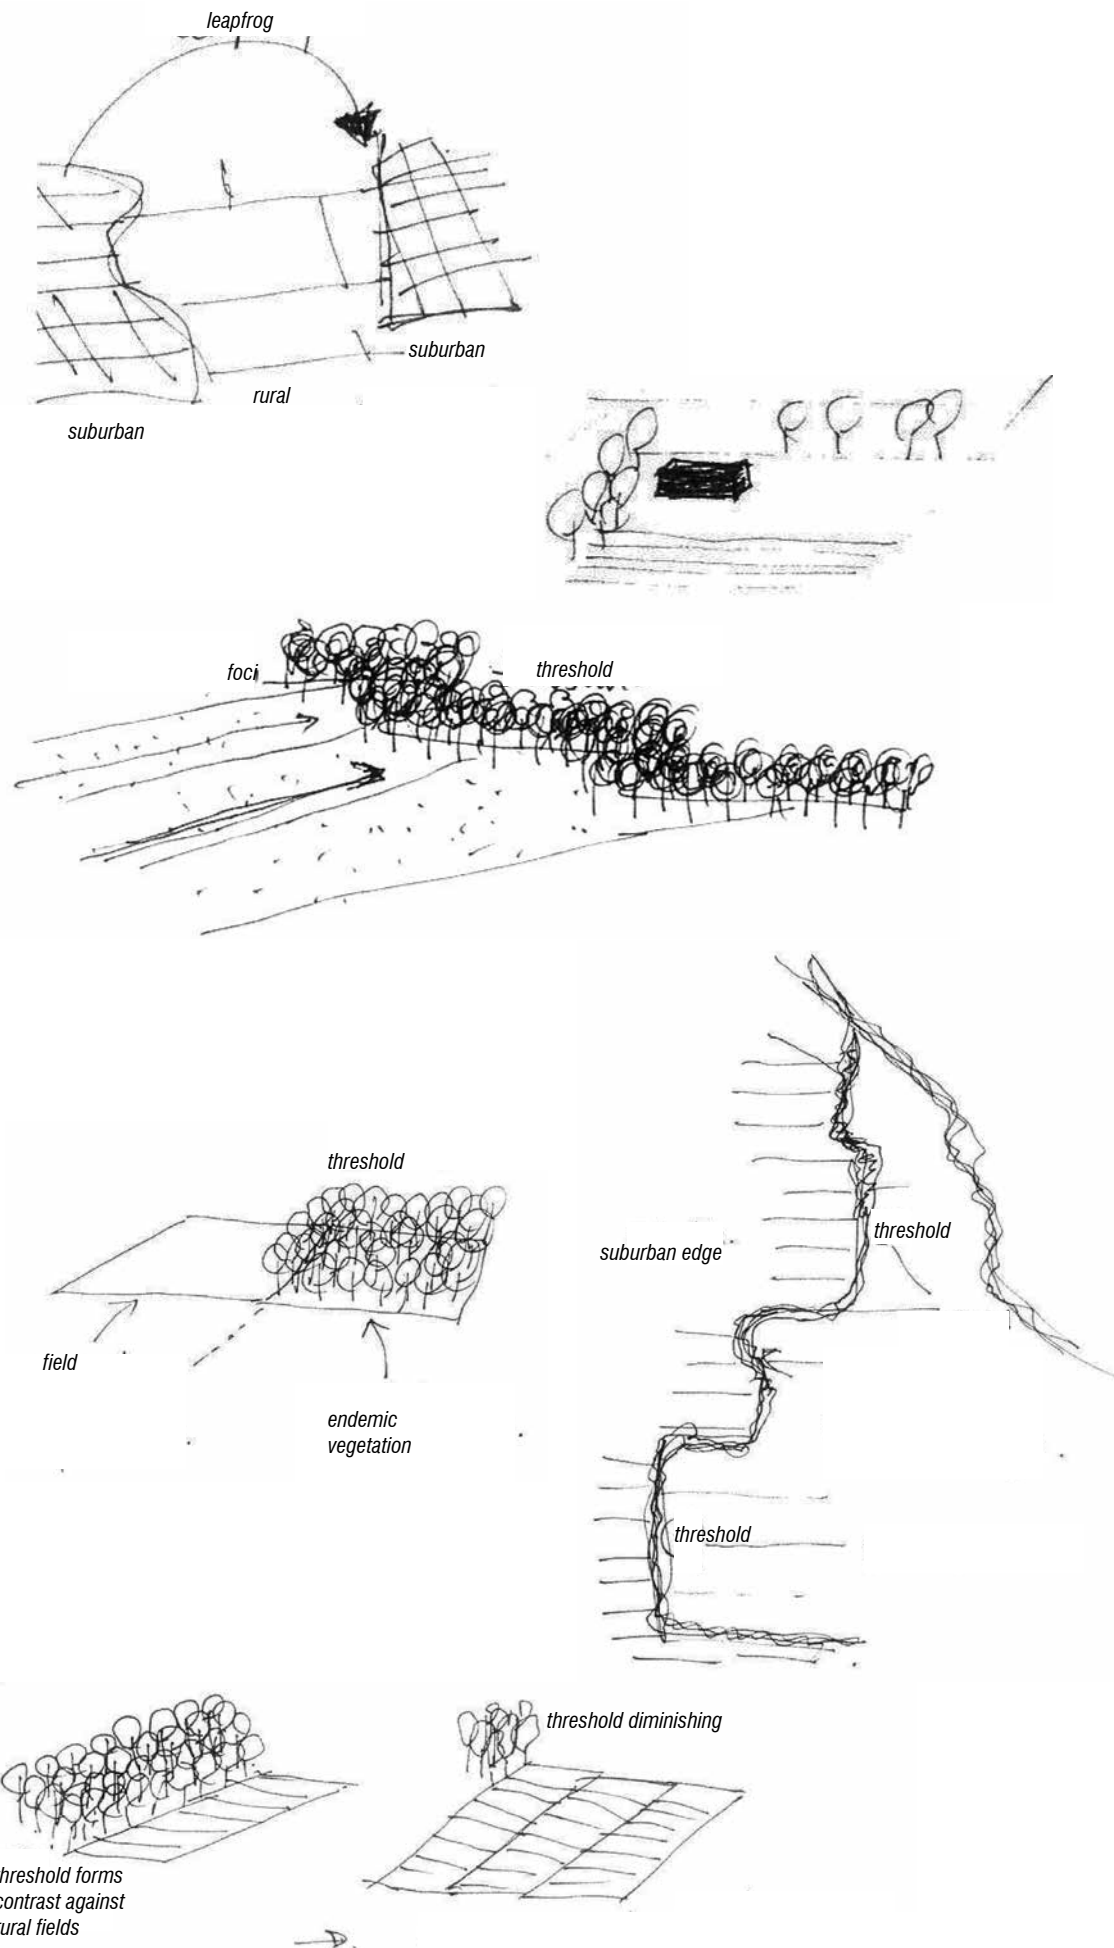 leapfrog
suburban
rural
suburban
foci
threshold
threshold
threshold
suburban edge
field
endemic
vegetation
threshold
threshold diminishing
hreshold forms
contrast against
ural fields